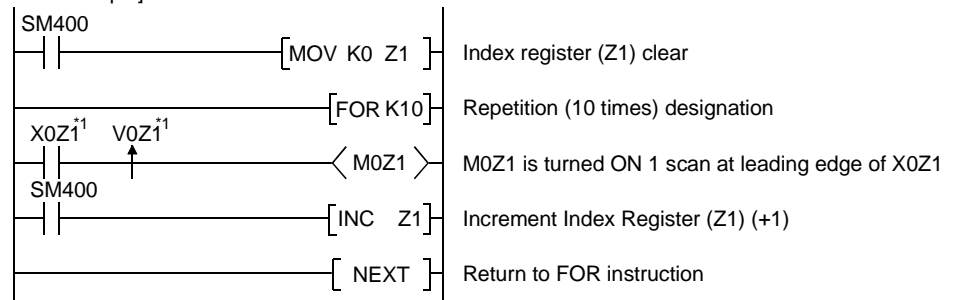 SM400
MOV K0 Z1 Index register (Z1) clear
FOR K10 Repetition (10 times) designation
X0Z1*1 V0Z1*1
M0Z1 M0Z1 is turned ON 1 scan at leading edge of X0Z1
SM400
INC Z1 Increment Index Register (Z1) (+1)
NEXT Return to FOR instruction